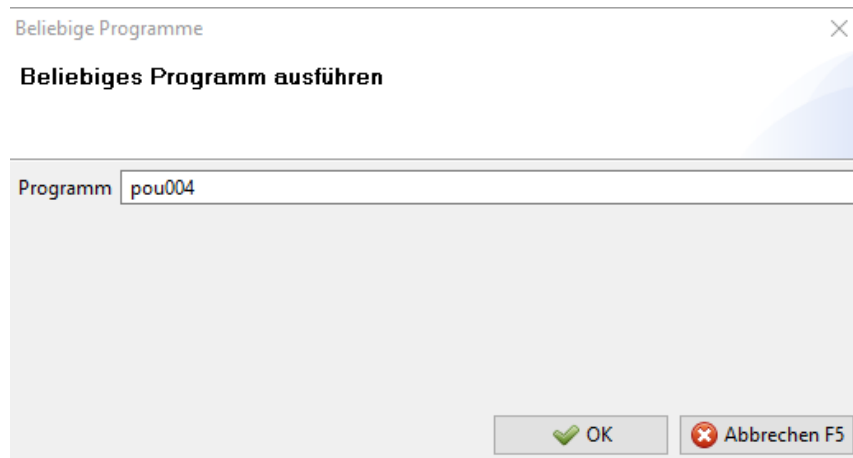 Beliebige Programme
Beliebiges Programm ausführen
Programm pou004
OK Abbrechen F5